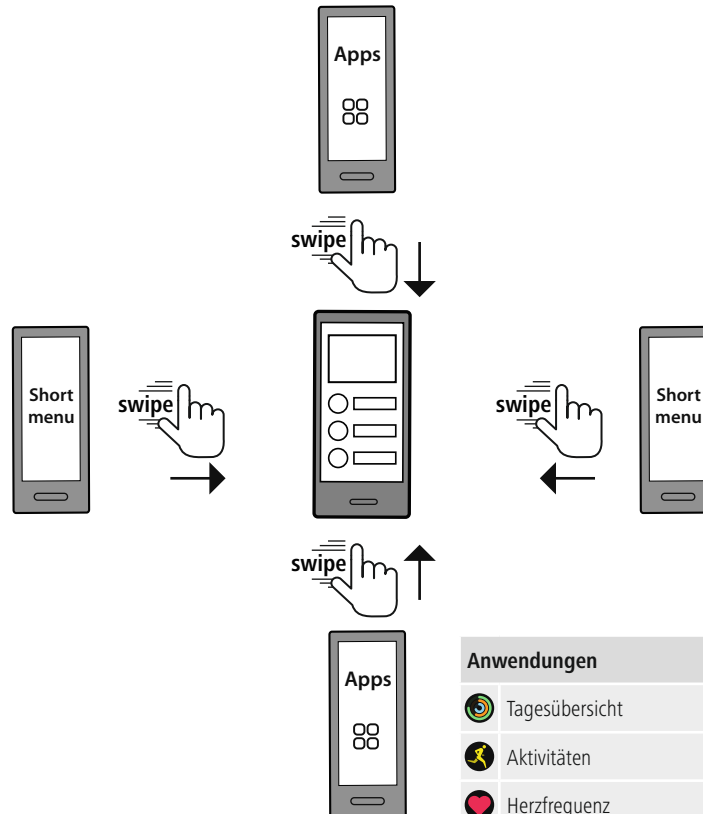 Apps
swipe
Short
menu
swipe
swipe
Short
menu
swipe
Apps
Anwendungen
Tagesübersicht
Aktivitäten
Herzfrequenz